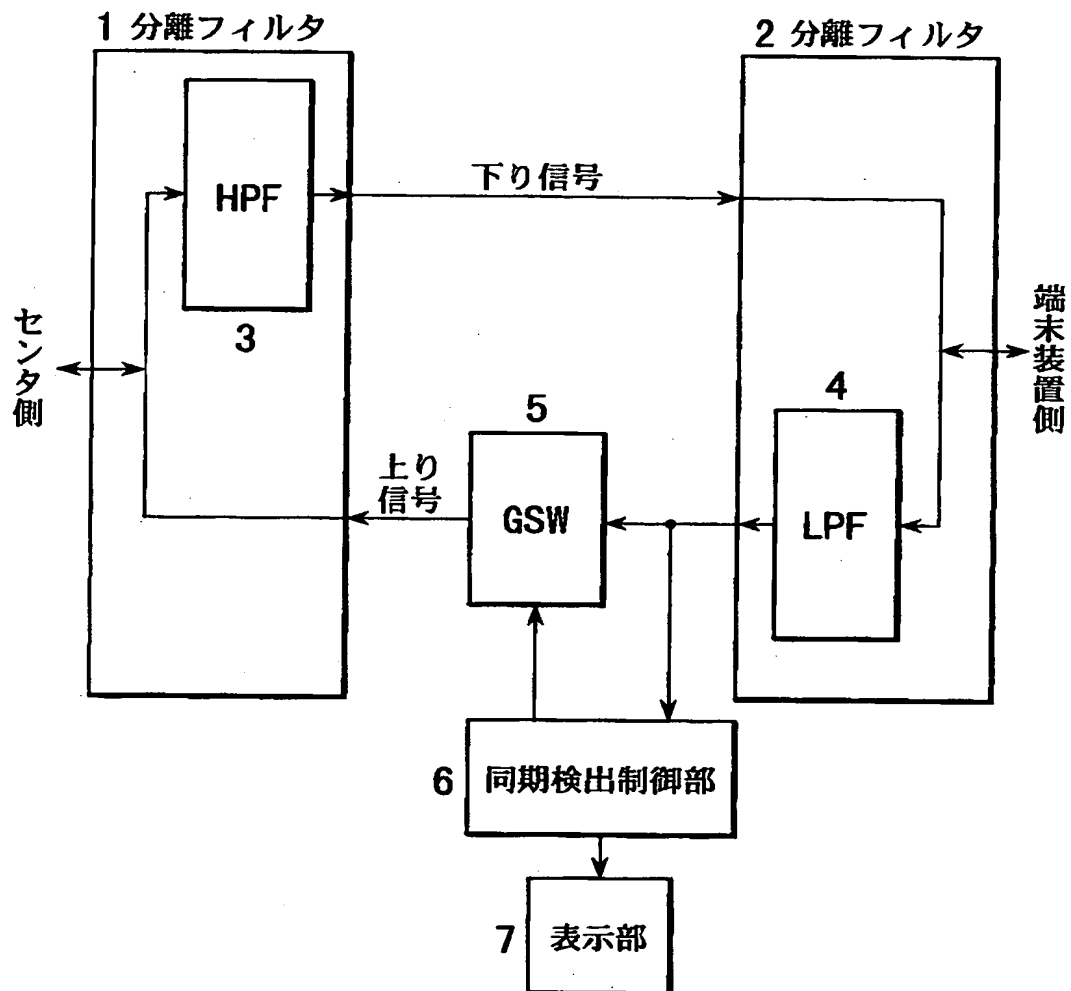 1 分離フィルタ
2 分離フィルタ
HPF
3
下り信号
センタ側
端末装置側
4
LPF
5
GSW
上り
信号
6 同期検出制御部
7 表示部